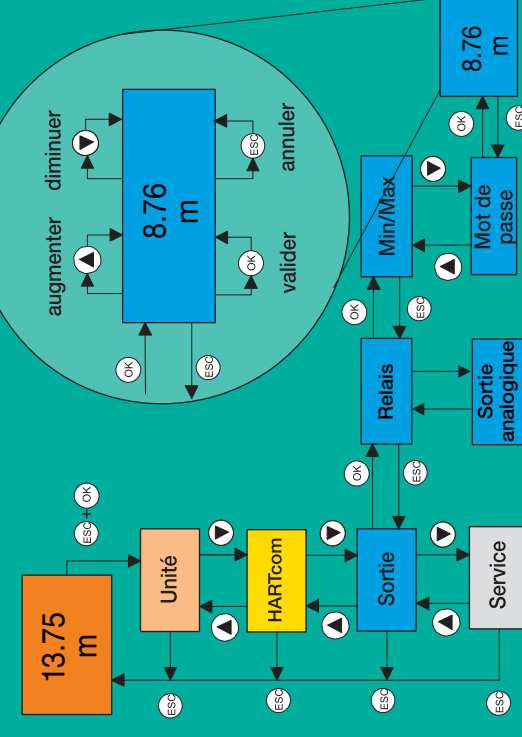 13.75
m
ESC + OK
Unité
HARTcom
Sortie
Service
ESC
ESC
ESC
ESC
OK
ESC
Relais
Sortie
analogique
OK
ESC
Min/Max
Mot de
passe
OK
ESC
8.76
m
augmenter
diminuer
OK
ESC
8.76
m
OK
ESC
valider
annuler